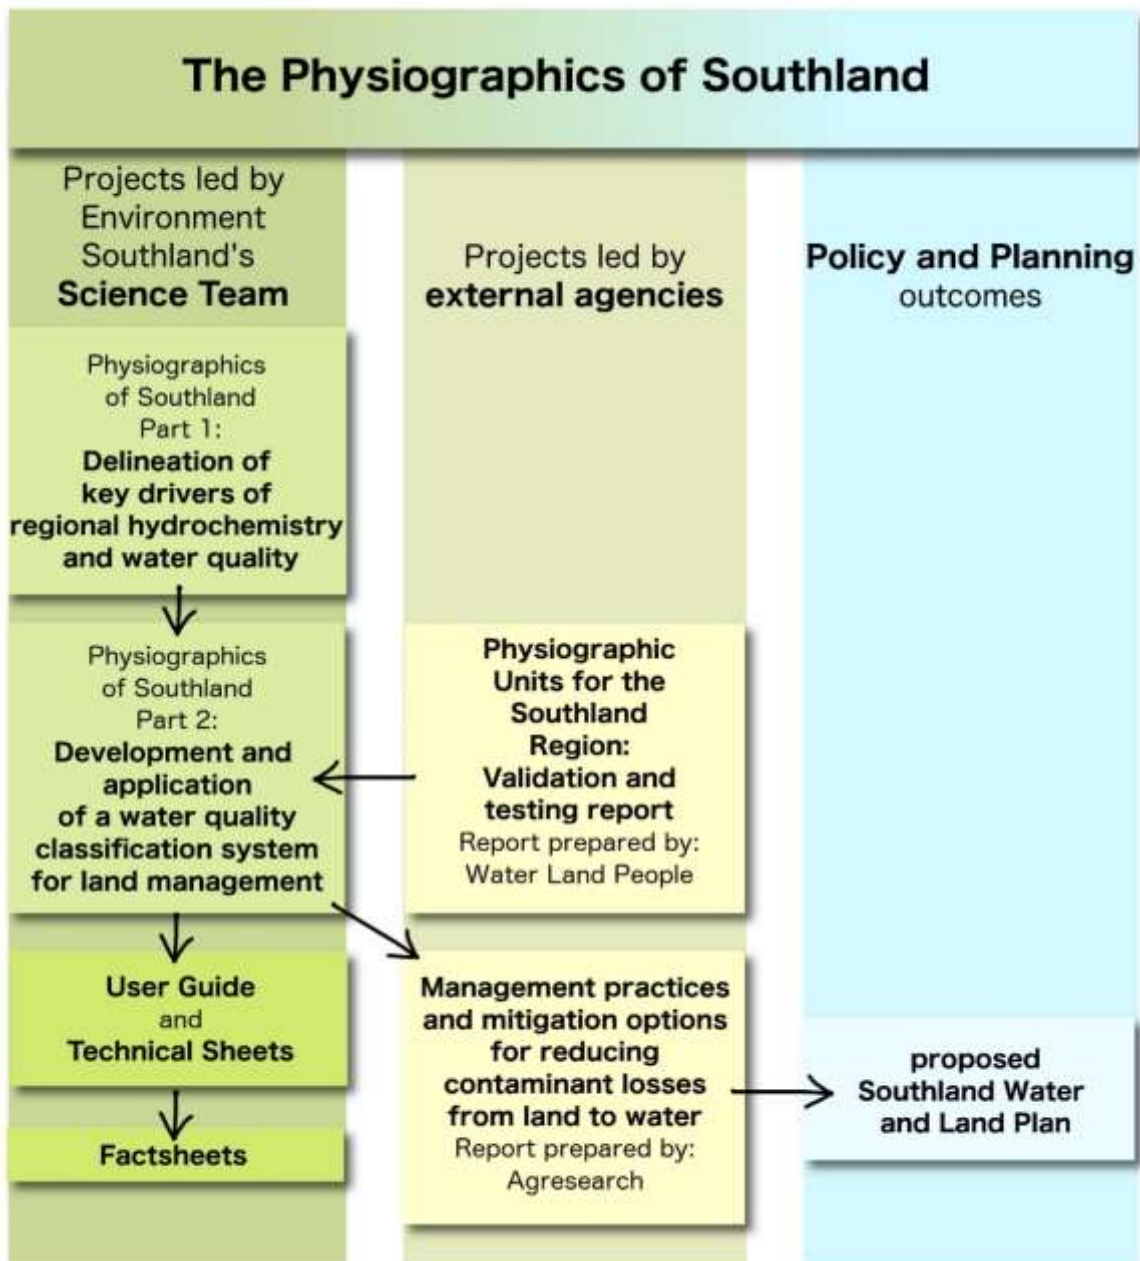 The Physiographics of Southland
Projects led by
Environment
Southland's
Science Team
Physiographics
of Southland
Part 1:
Delineation of
key drivers of
regional hydrochemistry
and water quality
Physiographics
of Southland
Part 2:
Development and
application
of a water quality
classification system
for land management
User Guide
and
Technical Sheets
Factsheets
Projects led by
external agencies
Physiographic
Units for the
Southland
Region:
Validation and
testing report
Report prepared by:
Water Land People
Management practices
and mitigation options
for reducing
contaminant losses
from land to water
Report prepared by:
Agresearch
Policy and Planning
outcomes
proposed
Southland Water
and Land Plan